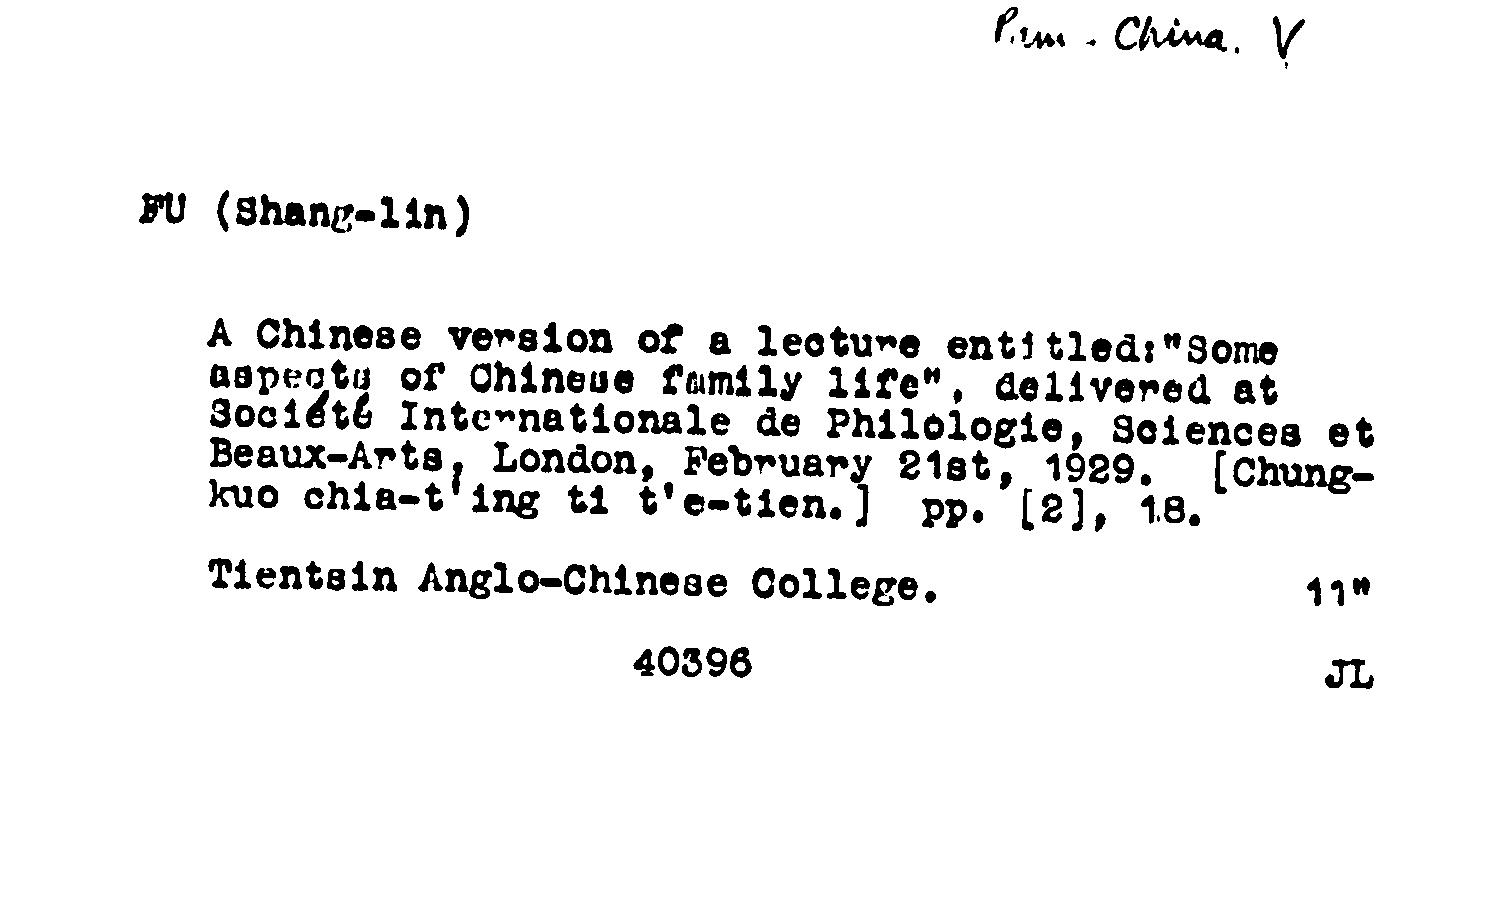 Pam. China. V
FU (Shang-lin)
A Chinese version of a lecture entitled:"Some
aspects of Chinese family life", delivered at
Société Internationale de Philologie, Sciences et
Beaux-Arts, London, February 21st, 1929. [Chung-
kuo chia-t'ing ti t'e-tien.] pp. [2], 18.
Tientsin Anglo-Chinese College. 11"
40396 JL